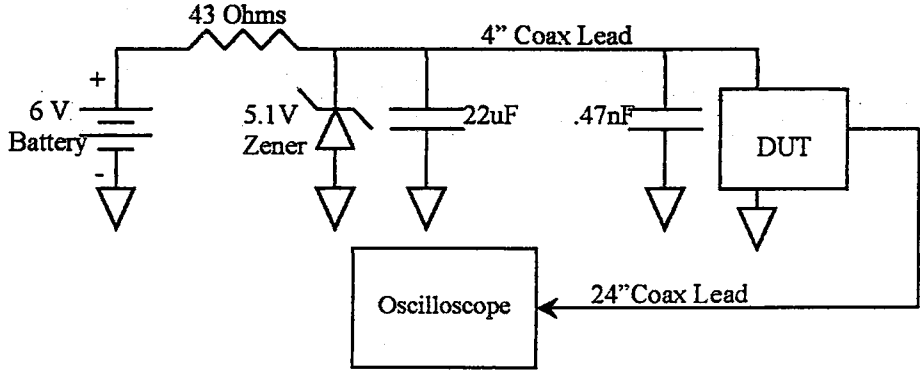 43 Ohms
4” Coax Lead
+
6 V
Battery
-
5.1V
Zener
22uF
.47nF
DUT
Oscilloscope
24”Coax Lead